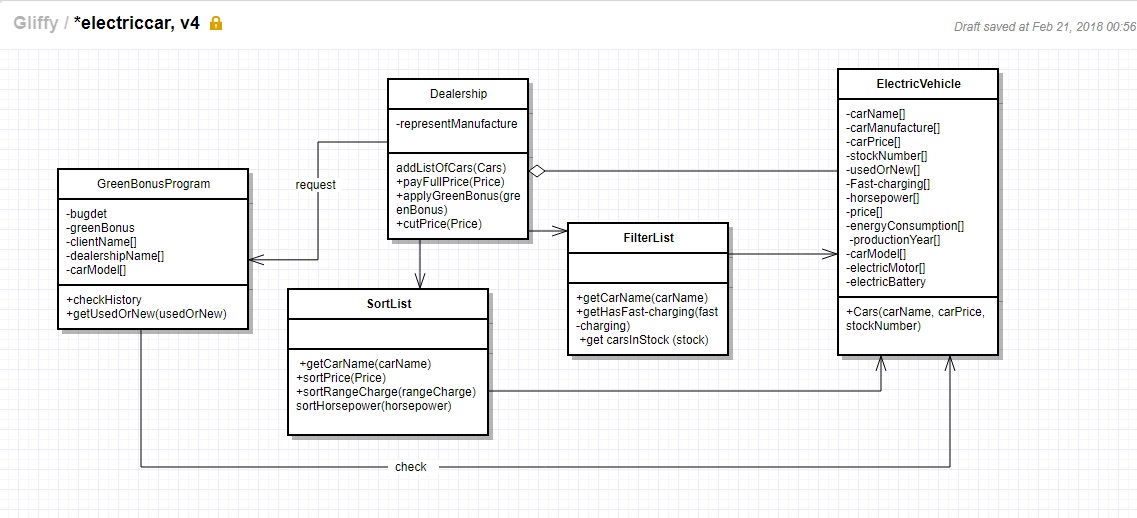 Gliffy / *electriccar, v4
Draft saved at Feb 21, 2018 00:56
Dealership
-representManufacture
addListOfCars(Cars)
+payFullPrice(Price)
+applyGreenBonus(gre
enBonus)
+cutPrice(Price)
ElectricVehicle
-carName[]
-carManufacture[]
-carPrice[]
-stockNumber[]
-usedOrNew[]
-Fast-charging[]
-horsepower[]
-price[]
-energyConsumption[]
-productionYear[]
-carModel[]
-electricMotor[]
-electricBattery
+Cars(carName, carPrice,
stockNumber)
GreenBonusProgram
-bugdet
-greenBonus
-clientName[]
-dealershipName[]
-carModel[]
+checkHistory
+getUsedOrNew(usedOrNew)
request
FilterList
+getCarName(carName)
+getHasFast-charging(fast
-charging)
+get carsInStock (stock)
SortList
+getCarName(carName)
+sortPrice(Price)
+sortRangeCharge(rangeCharge)
sortHorsepower(horsepower)
check